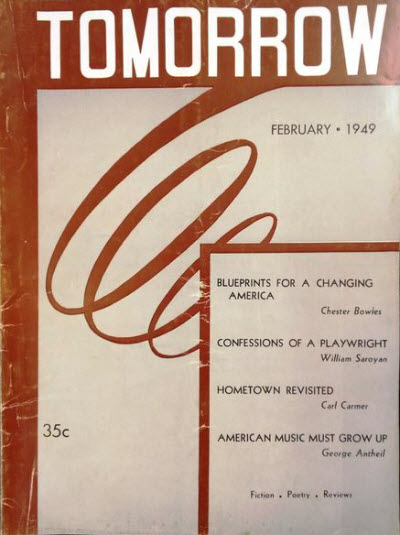 TOMORROW
FEBRUARY • 1949
BLUEPRINTS FOR A CHANGING
AMERICA
Chester Bowles
CONFESSIONS OF A PLAYWRIGHT
William Saroyan
HOMETOWN REVISITED
Carl Carmer
AMERICAN MUSIC MUST GROW UP
George Antheil
35c
Fiction • Poetry • Reviews